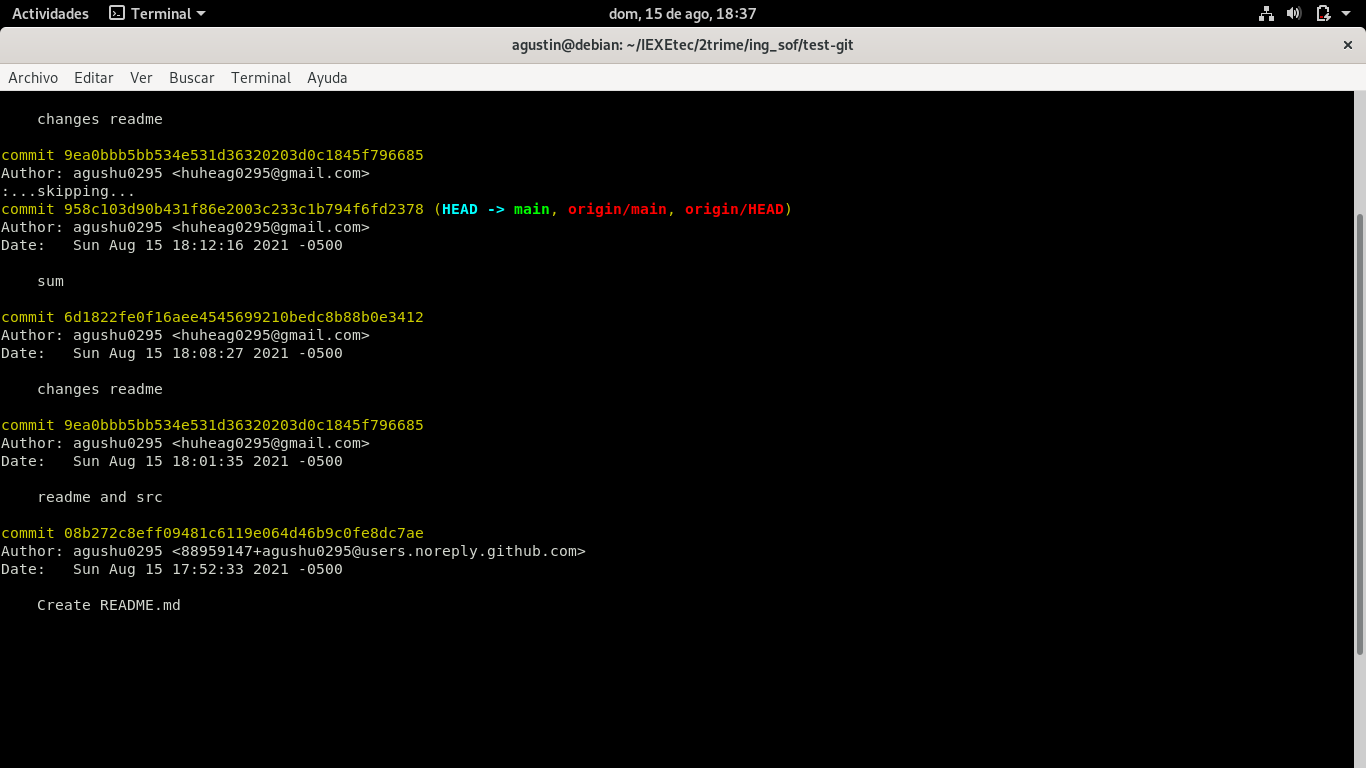 Actividades Terminal dom, 15 de ago, 18:37
agustin@debian: ~/IEXEtec/2trime/ing_sof/test-git ×
Archivo Editar Ver Buscar Terminal Ayuda
changes readme
commit 9ea0bbb5bb534e531d36320203d0c1845f796685
Author: agushu0295 <huheag0295@gmail.com>
:...skipping...
commit 958c103d90b431f86e2003c233c1b794f6fd2378 (HEAD -> main, origin/main, origin/HEAD)
Author: agushu0295 <huheag0295@gmail.com>
Date:   Sun Aug 15 18:12:16 2021 -0500
sum
commit 6d1822fe0f16aee4545699210bedc8b88b0e3412
Author: agushu0295 <huheag0295@gmail.com>
Date:   Sun Aug 15 18:08:27 2021 -0500
changes readme
commit 9ea0bbb5bb534e531d36320203d0c1845f796685
Author: agushu0295 <huheag0295@gmail.com>
Date:   Sun Aug 15 18:01:35 2021 -0500
readme and src
commit 08b272c8eff09481c6119e064d46b9c0fe8dc7ae
Author: agushu0295 <88959147+agushu0295@users.noreply.github.com>
Date:   Sun Aug 15 17:52:33 2021 -0500
Create README.md